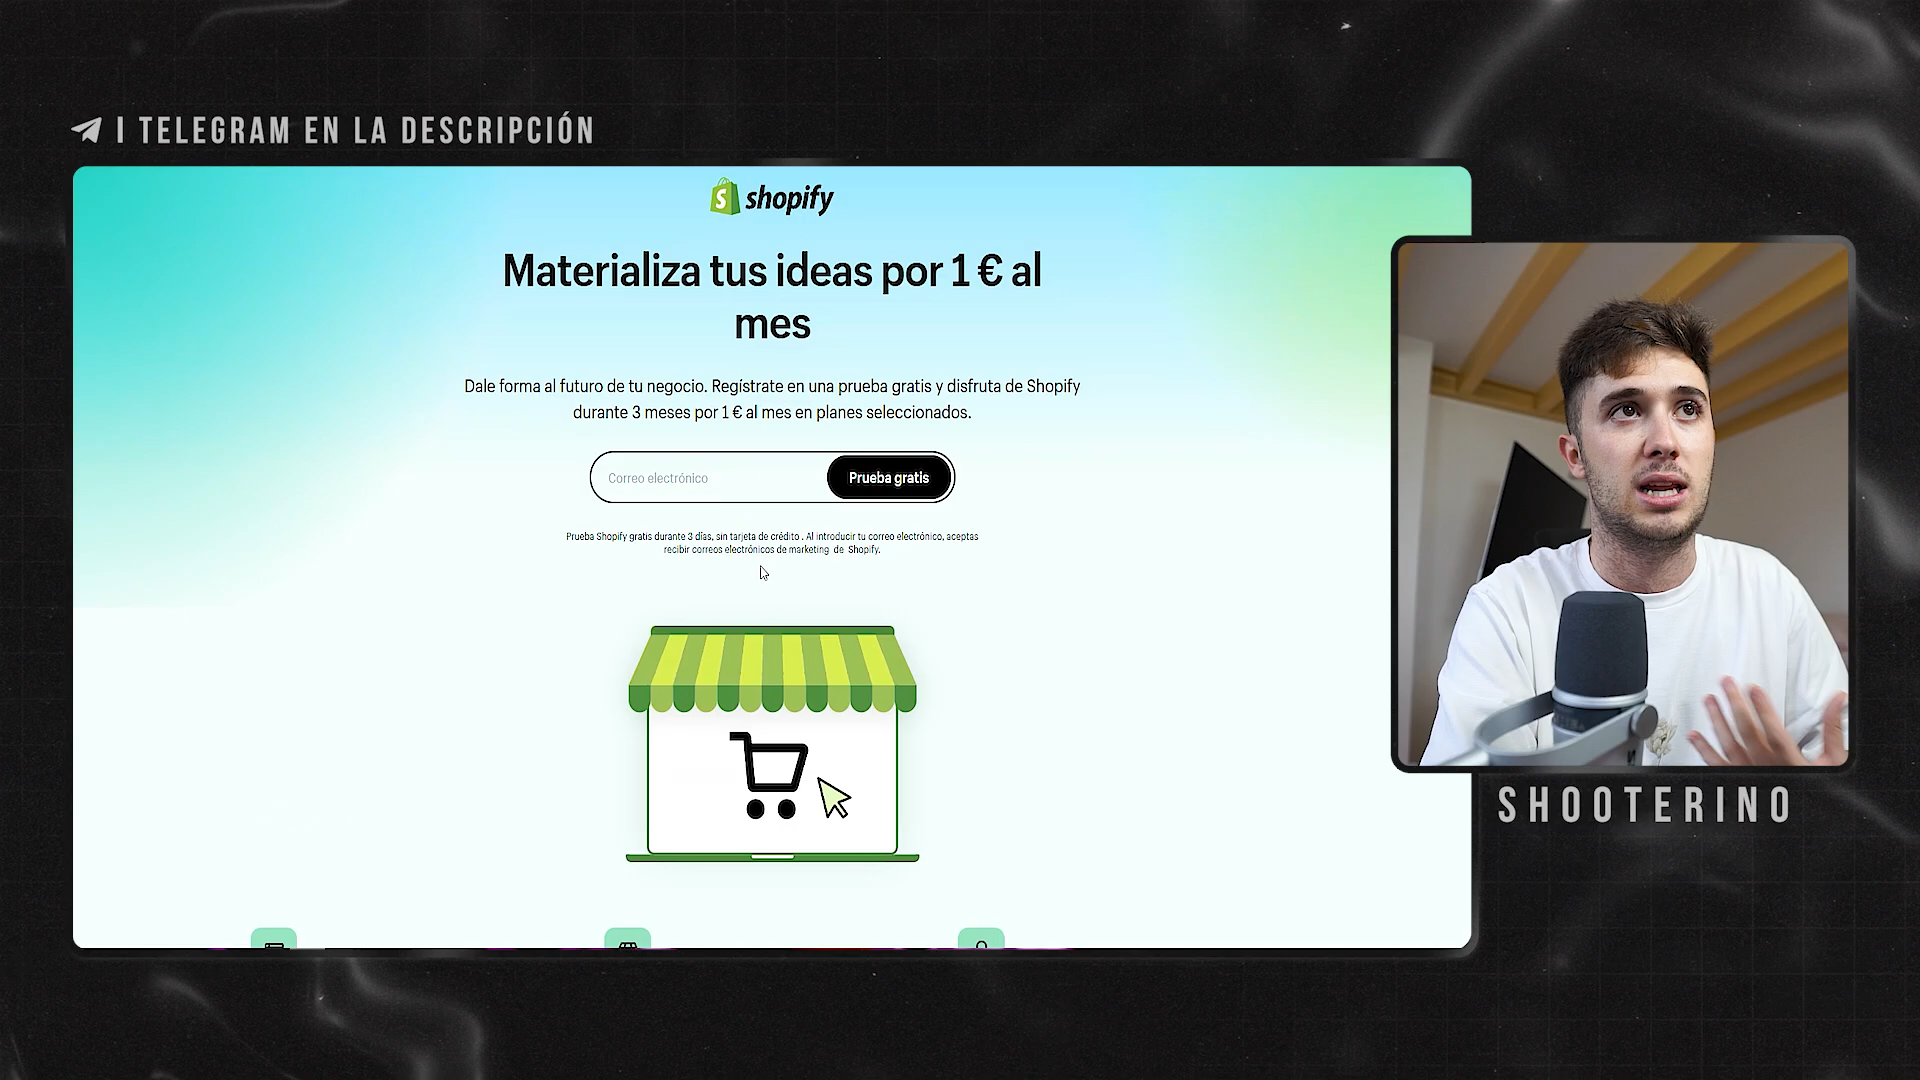 I TELEGRAM EN LA DESCRIPCIÓN
shopify
Materializa tus ideas por 1 € al
mes
Dale forma al futuro de tu negocio. Regístrate en una prueba gratis y disfruta de Shopify
durante 3 meses por 1 € al mes en planes seleccionados.
Correo electrónico
Prueba gratis
Prueba Shopify gratis durante 3 días, sin tarjeta de crédito . Al introducir tu correo electrónico, aceptas
recibir correos electrónicos de marketing de Shopify.
SHOOTERINO